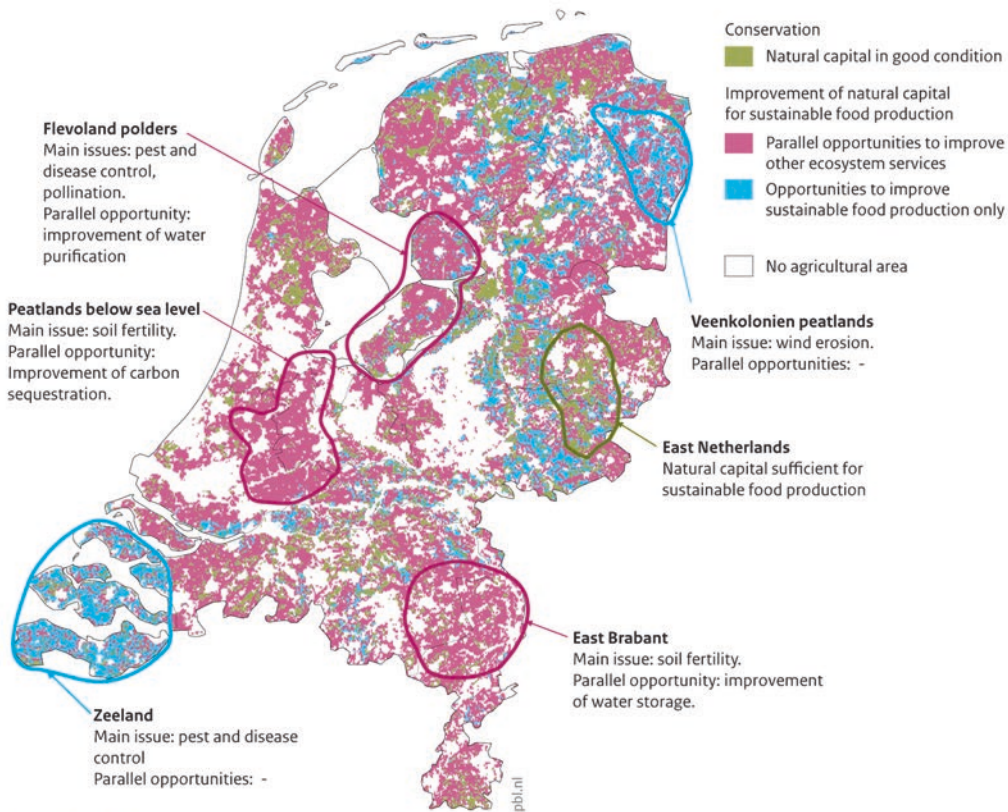 Conservation
Natural capital in good condition
Improvement of natural capital
for sustainable food production
Parallel opportunities to improve
other ecosystem services
Opportunities to improve
sustainable food production only
No agricultural area
Flevoland polders
Main issues: pest and
disease control,
pollination.
Parallel opportunity:
improvement of water
purification
Peatlands below sea level
Main issue: soil fertility.
Parallel opportunity:
Improvement of carbon
sequestration.
Veenkolonien peatlands
Main issue: wind erosion.
Parallel opportunities: -
East Netherlands
Natural capital sufficient for
sustainable food production
East Brabant
Main issue: soil fertility.
Parallel opportunity: improvement
of water storage.
Zeeland
Main issue: pest and disease
control
Parallel opportunities: -
pbl.nl